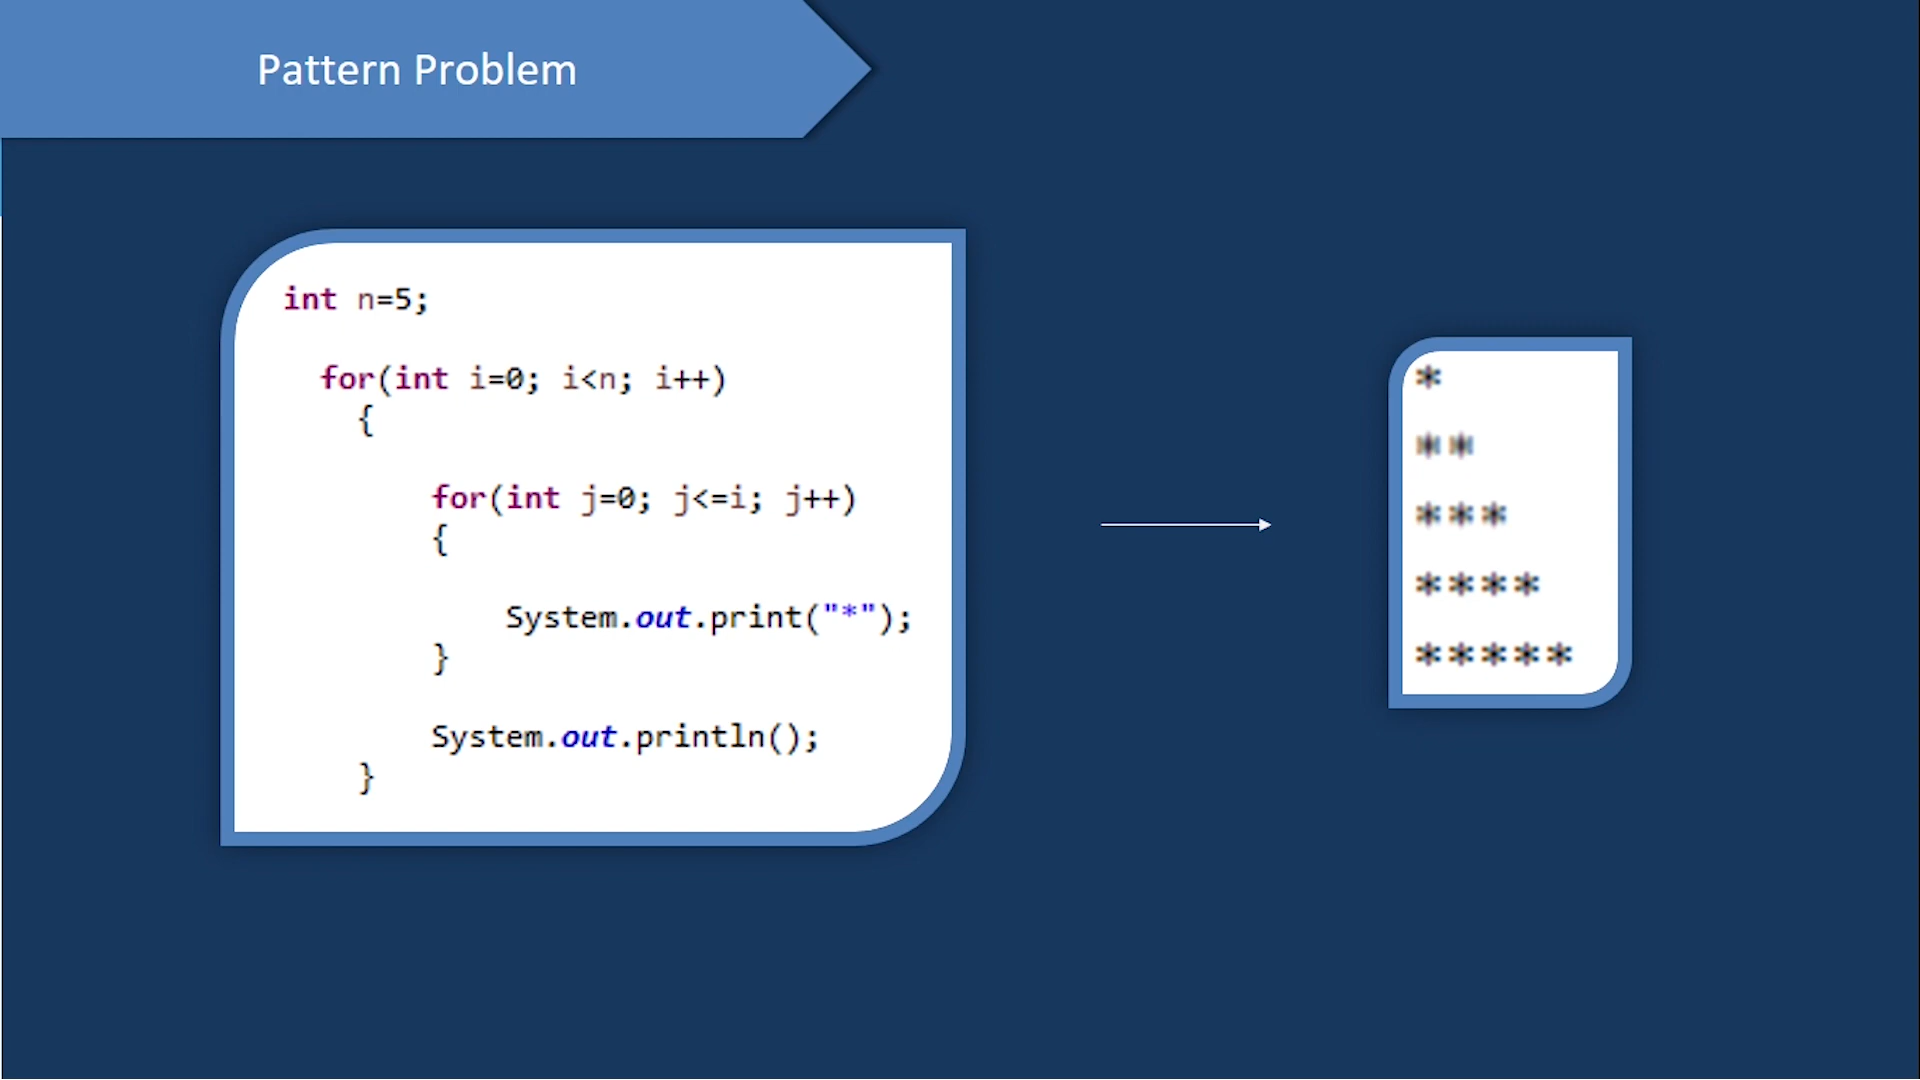 Pattern Problem
int n=5;
for(int i=0; i<n; i++)
{
for(int j=0; j<=i; j++)
{
System.out.print("*");
}
System.out.println();
}
*
**
***
****
*****